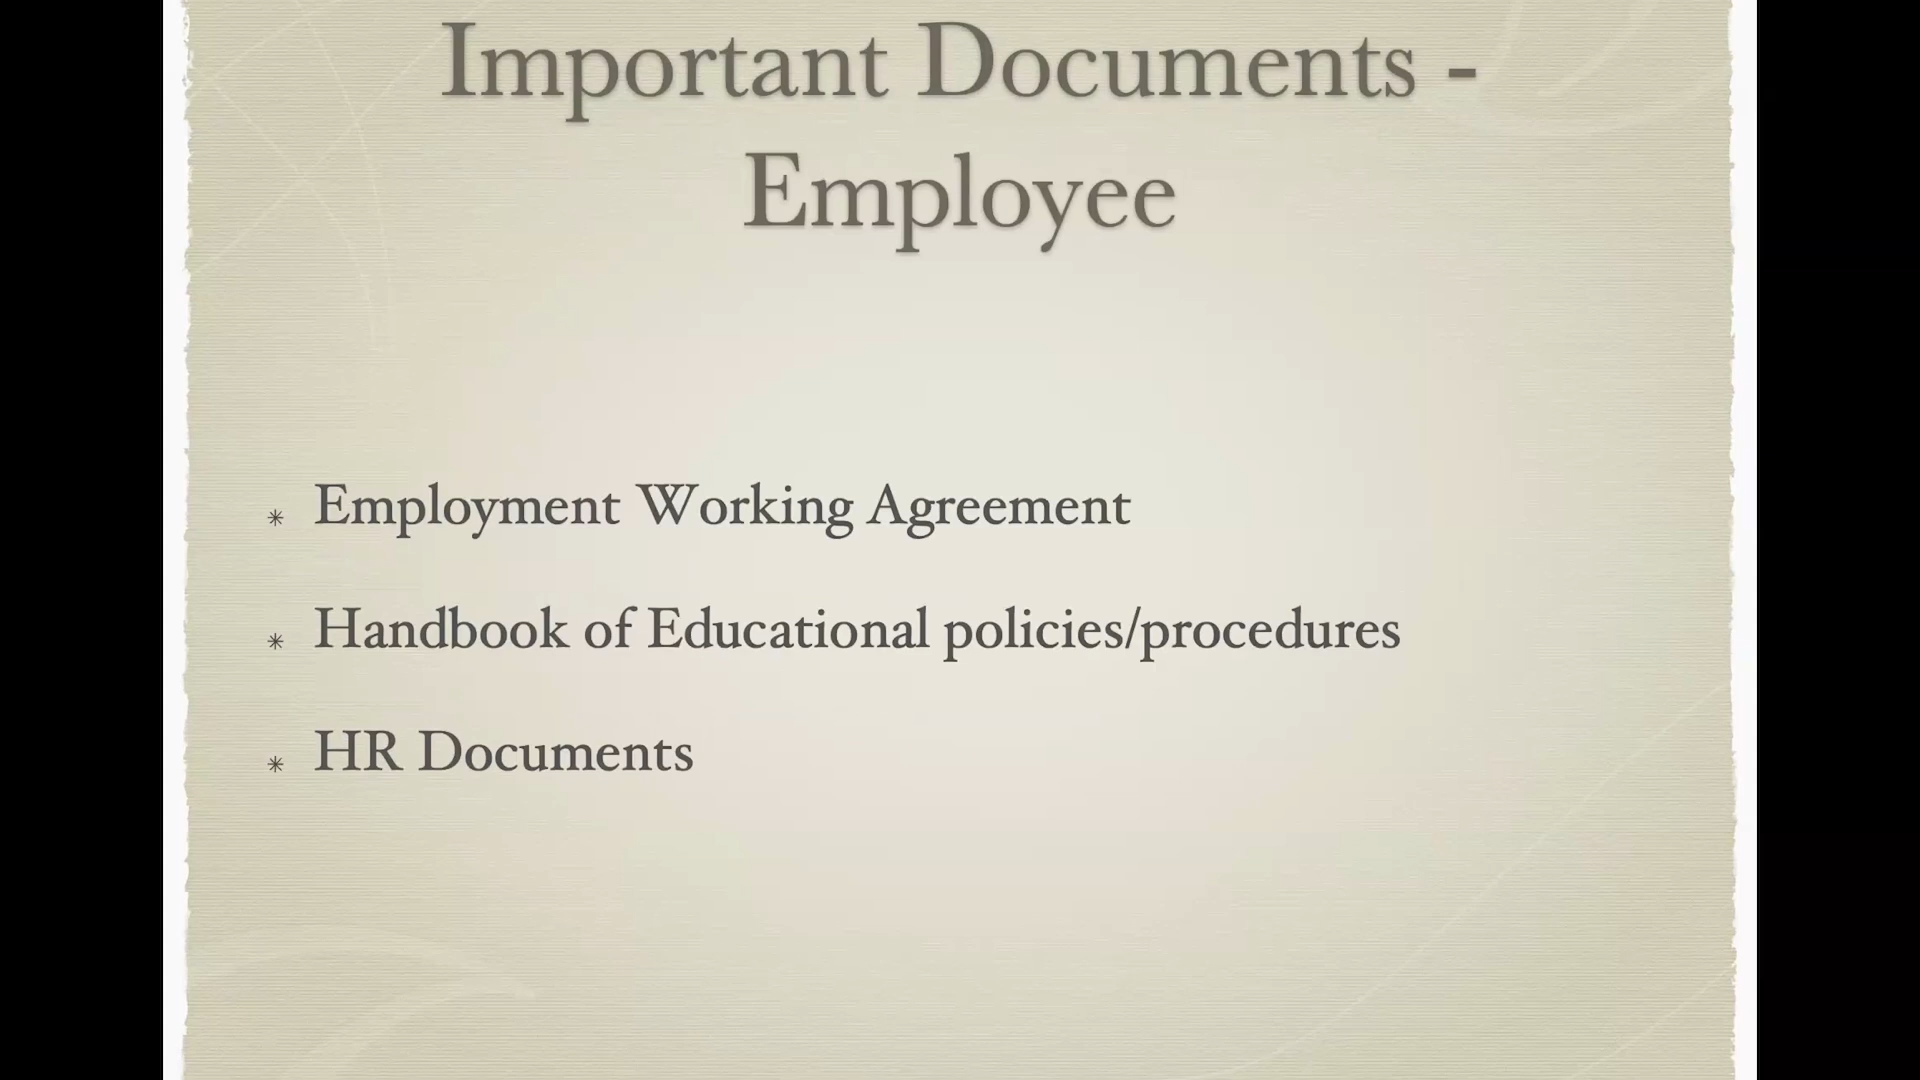 Important Documents -
Employee
* Employment Working Agreement
* Handbook of Educational policies/procedures
* HR Documents